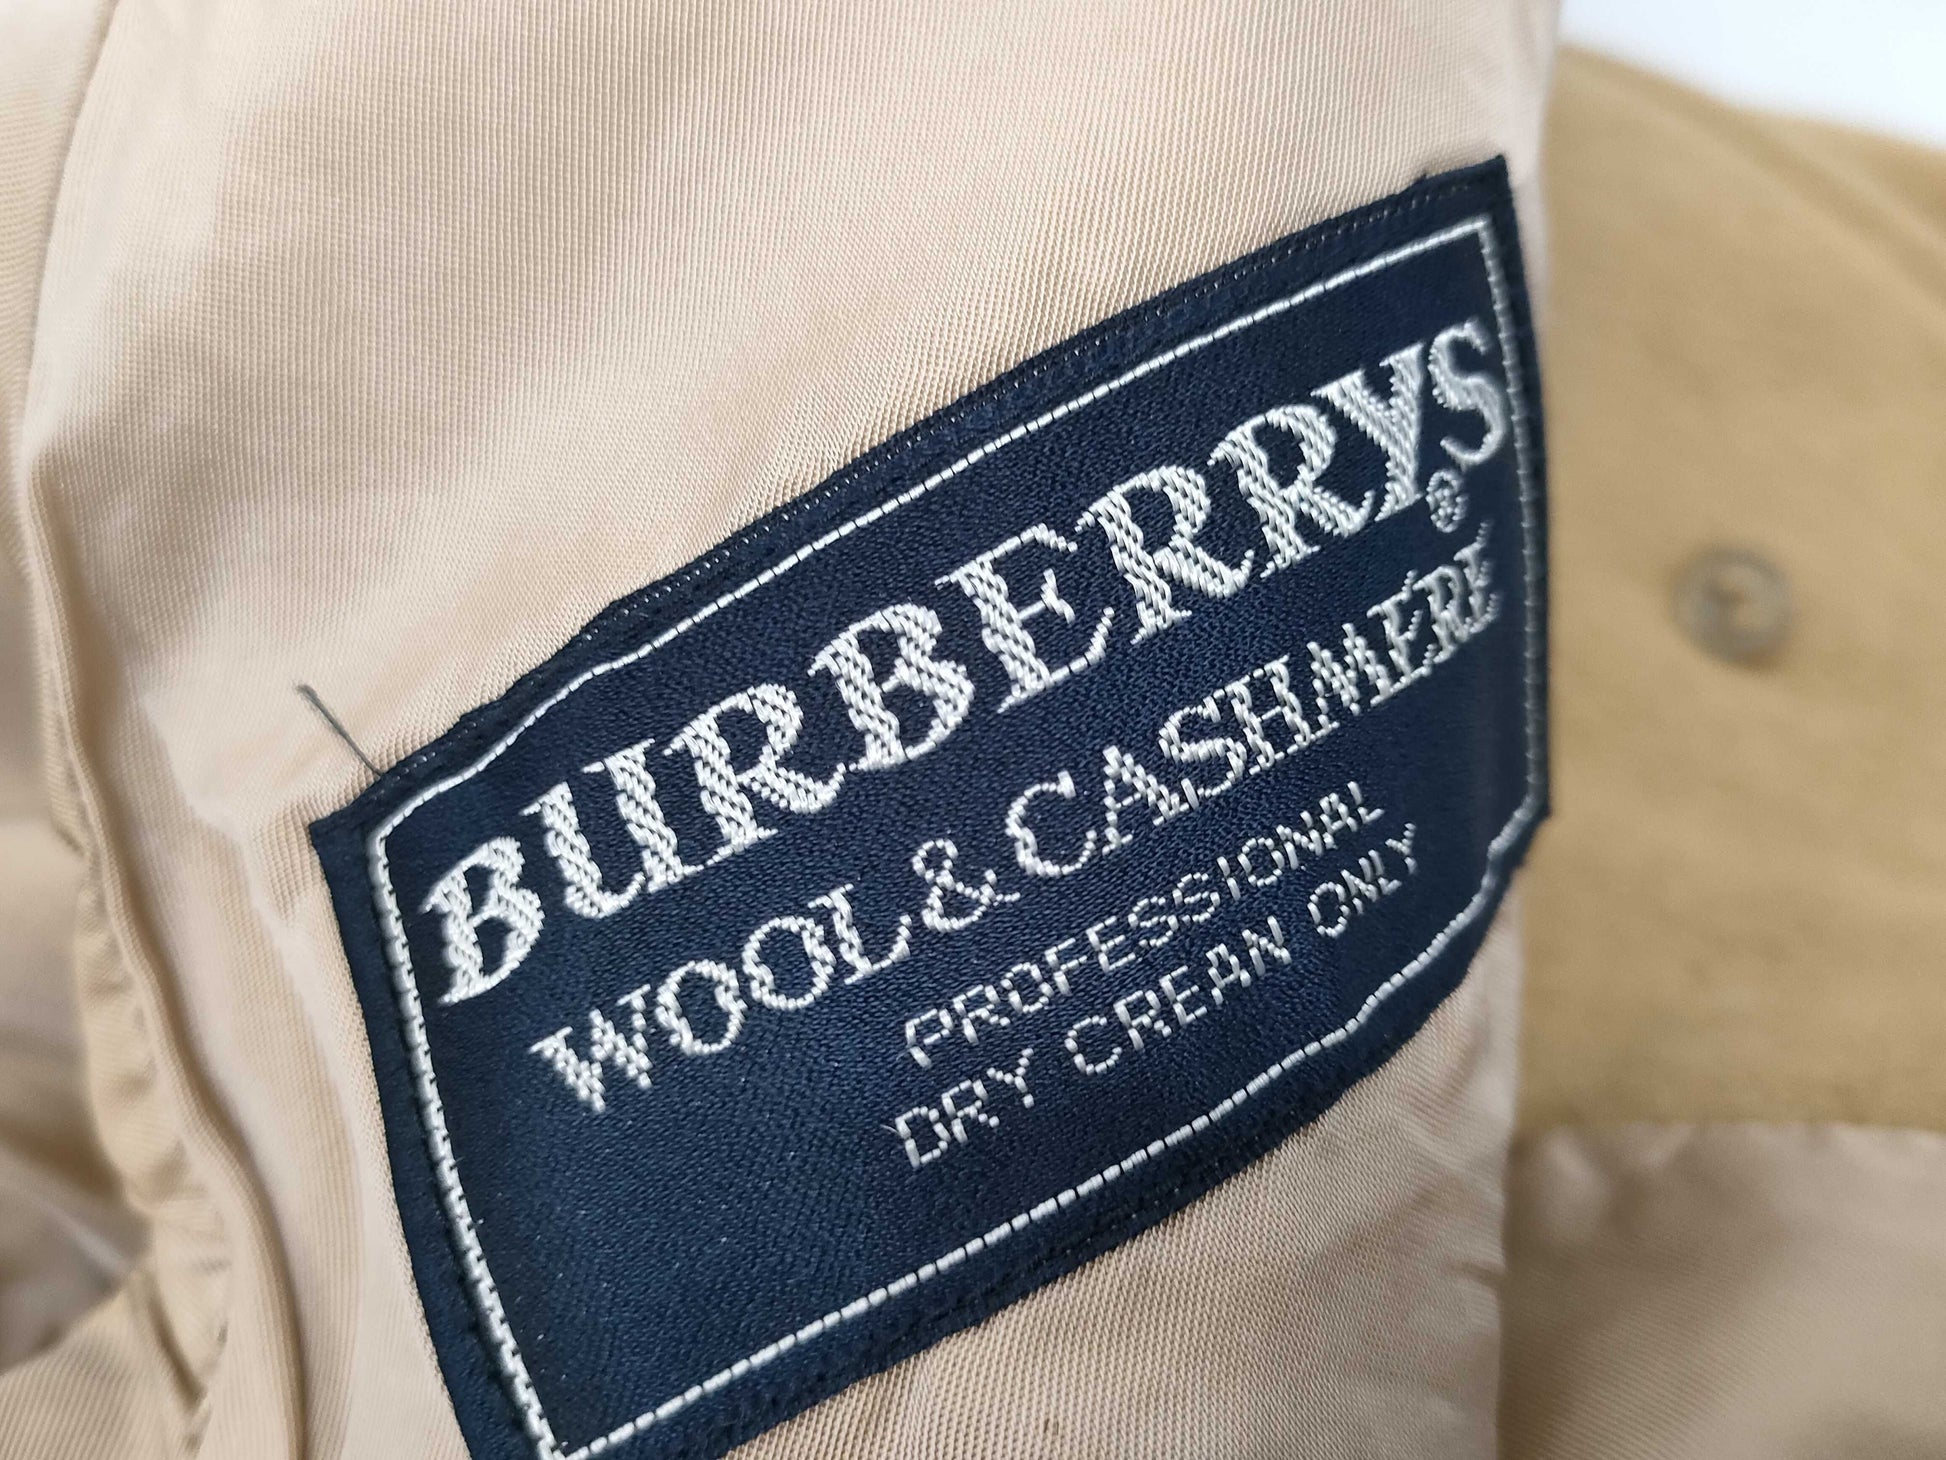 BURBERRYS®
WOOL & CASHMERE
PROFESSIONAL
DRY CREAN ONLY